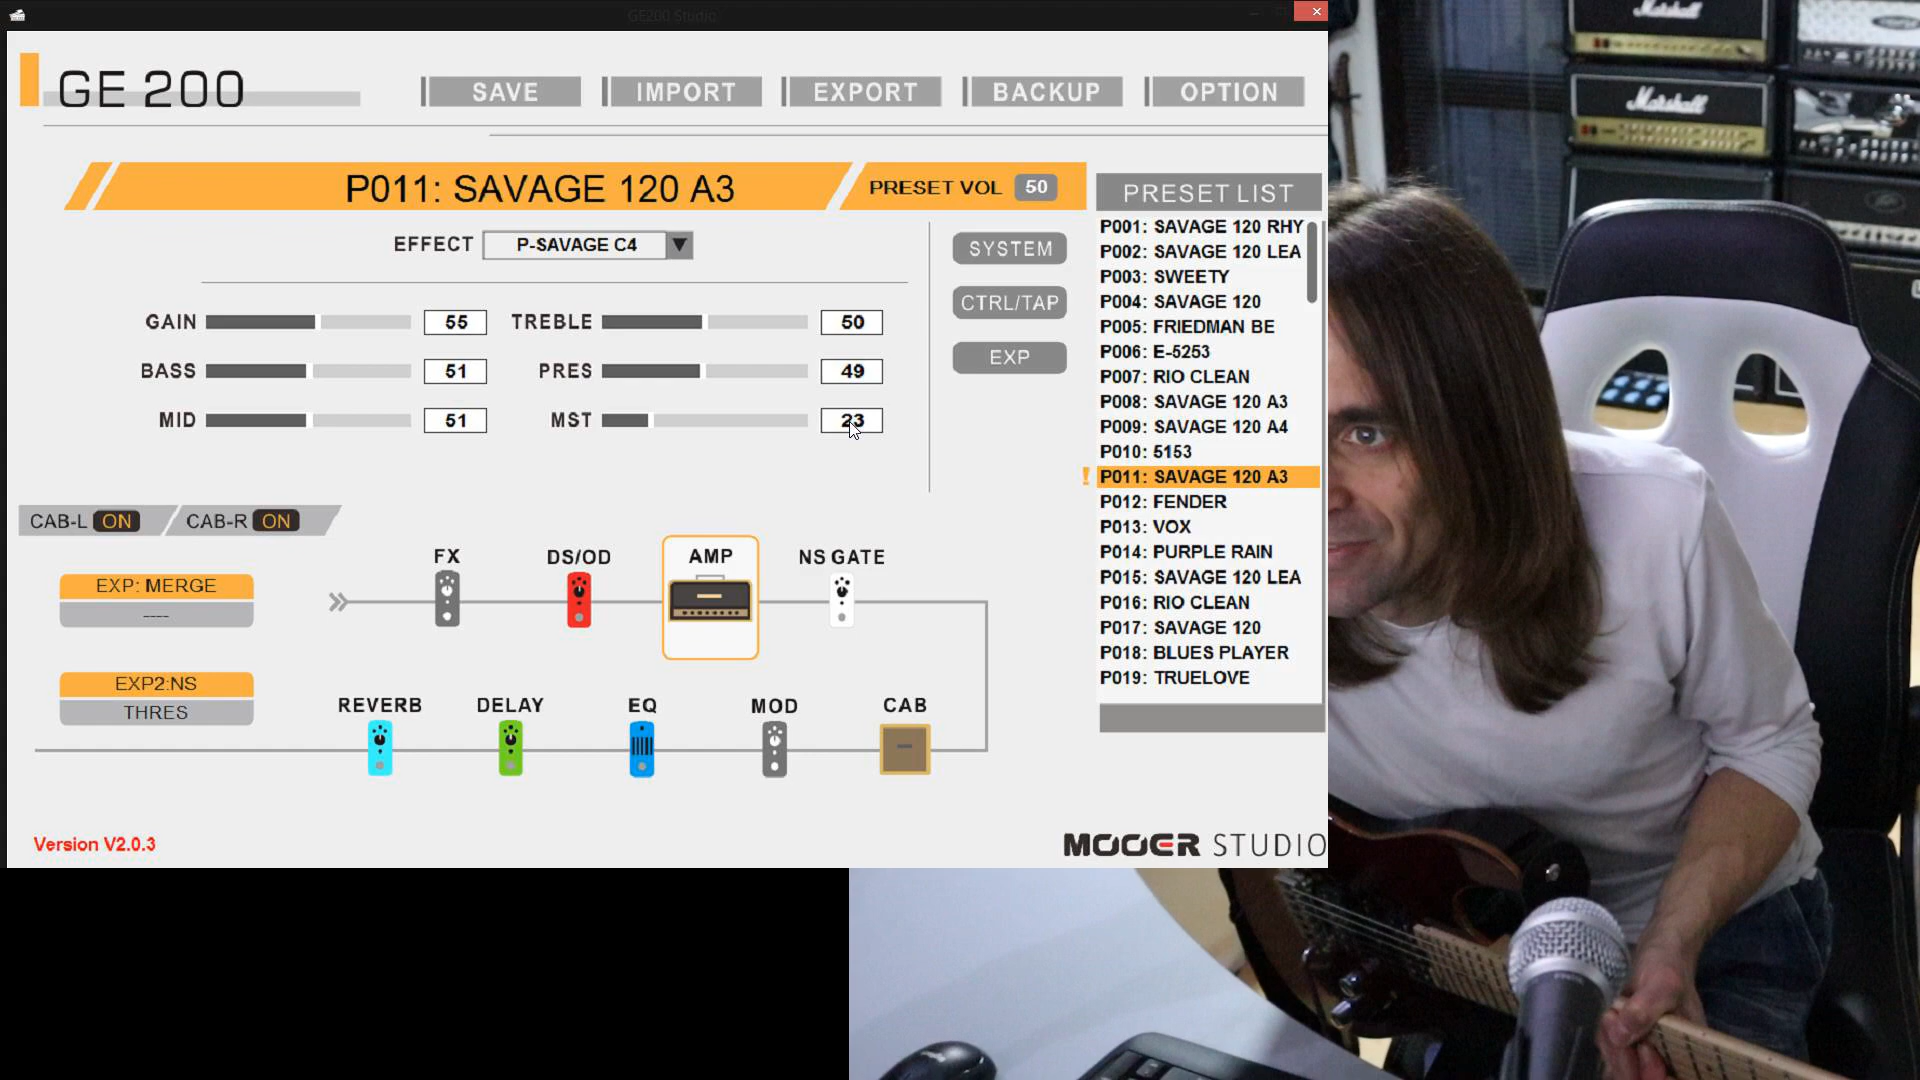 GE200 Studio
GE 200
SAVE
IMPORT
EXPORT
BACKUP
OPTION
P011: SAVAGE 120 A3
PRESET VOL 50
PRESET LIST
EFFECT P-SAVAGE C4
GAIN 55
TREBLE 50
BASS 51
PRES 49
MID 51
MST 23
SYSTEM
CTRL/TAP
EXP
P001: SAVAGE 120 RHY
P002: SAVAGE 120 LEA
P003: SWEETY
P004: SAVAGE 120
P005: FRIEDMAN BE
P006: E-5253
P007: RIO CLEAN
P008: SAVAGE 120 A3
P009: SAVAGE 120 A4
P010: 5153
! P011: SAVAGE 120 A3
P012: FENDER
P013: VOX
P014: PURPLE RAIN
P015: SAVAGE 120 LEA
P016: RIO CLEAN
P017: SAVAGE 120
P018: BLUES PLAYER
P019: TRUELOVE
CAB-L ON
CAB-R ON
EXP: MERGE
----
EXP2:NS
THRES
FX
DS/OD
AMP
NS GATE
REVERB
DELAY
EQ
MOD
CAB
Version V2.0.3
MOOER STUDIO
Marshall
Marshall